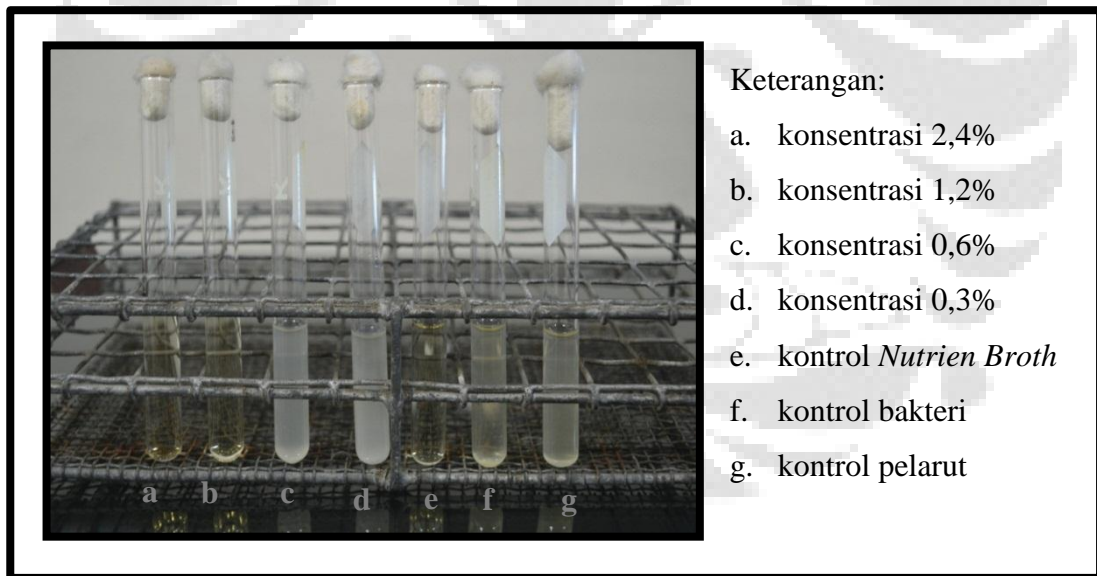 Keterangan:
a. konsentrasi 2,4%
b. konsentrasi 1,2%
c. konsentrasi 0,6%
d. konsentrasi 0,3%
e. kontrol Nutrien Broth
f. kontrol bakteri
g. kontrol pelarut
a b c d e f g